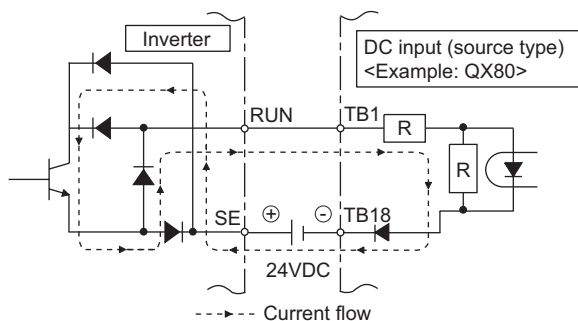 Inverter
DC input (source type)
<Example: QX80>
RUN
TB1
R
R
SE
+
-
TB18
24VDC
Current flow